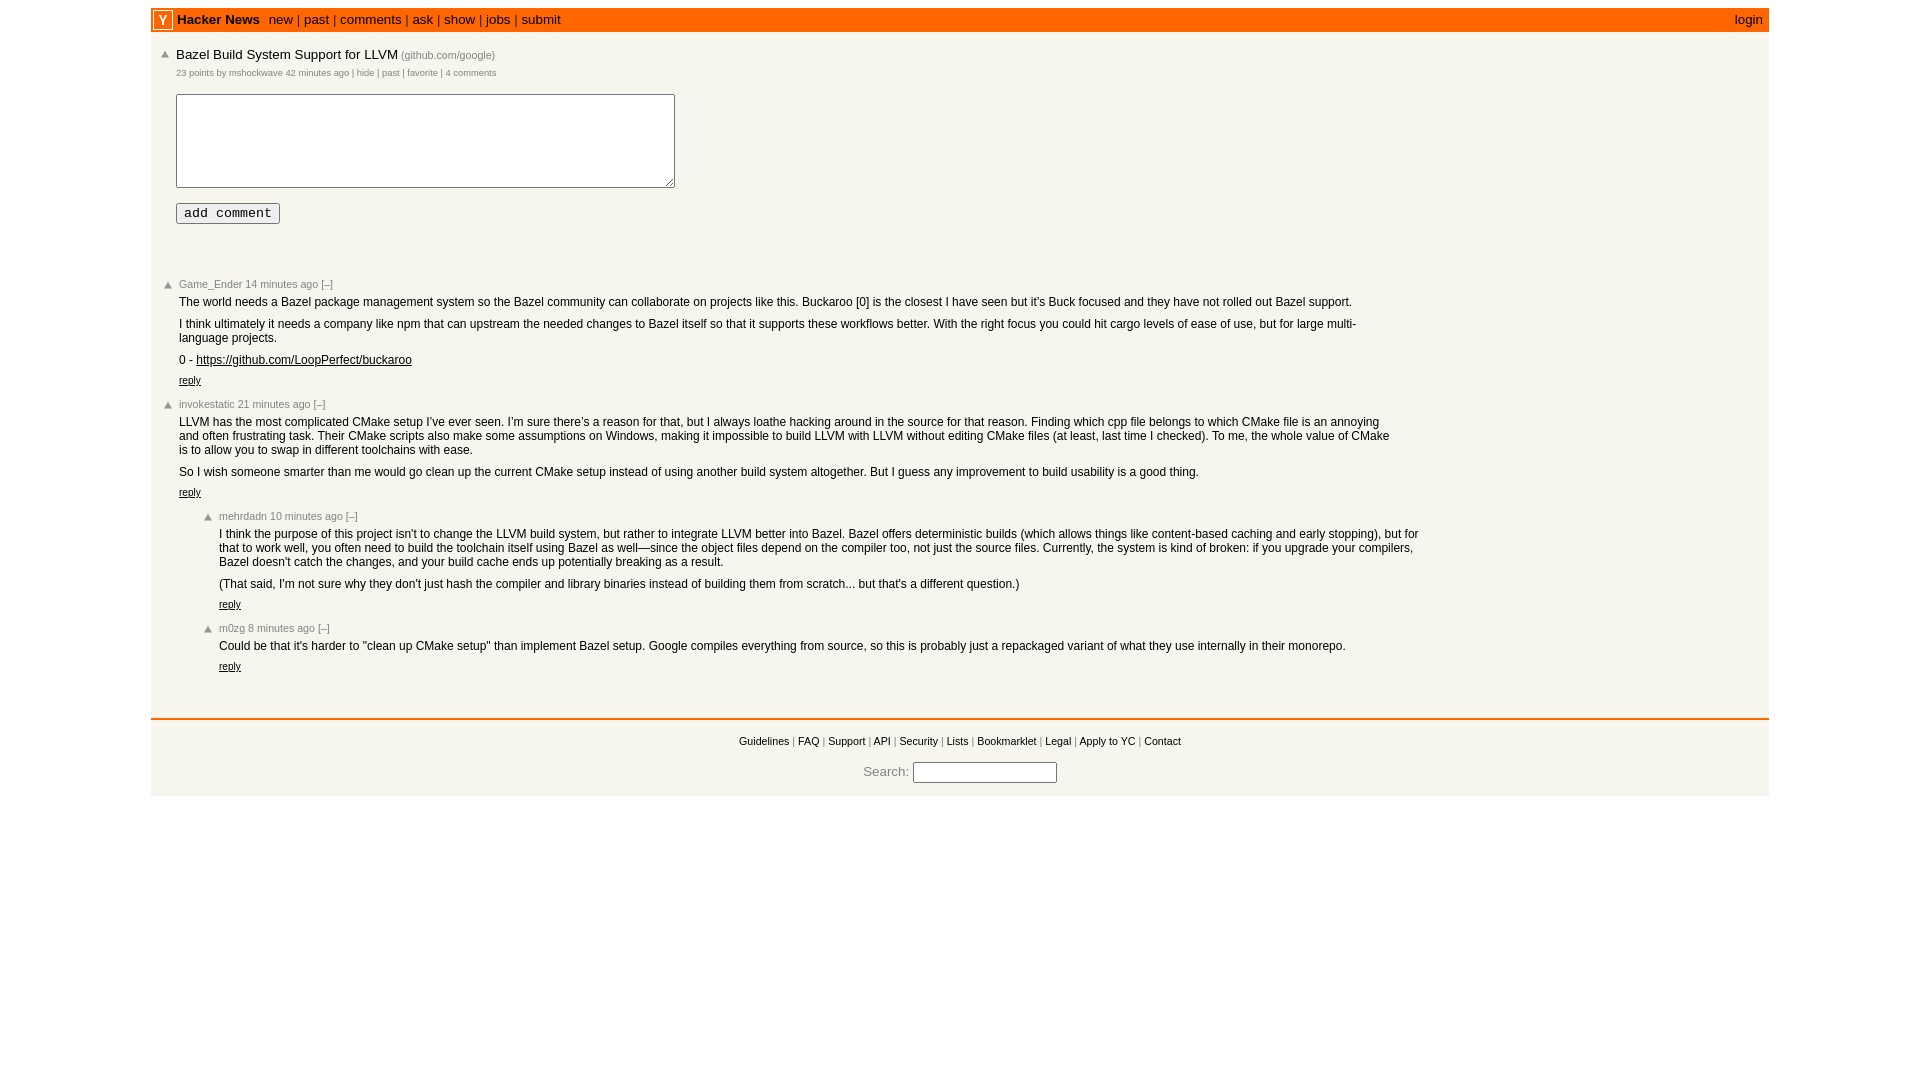 Y Hacker News new | past | comments | ask | show | jobs | submit login
Bazel Build System Support for LLVM (github.com/google)
23 points by mshockwave 42 minutes ago | hide | past | favorite | 4 comments
add comment
Game_Ender 14 minutes ago [–]
The world needs a Bazel package management system so the Bazel community can collaborate on projects like this. Buckaroo [0] is the closest I have seen but it’s Buck focused and they have not rolled out Bazel support.
I think ultimately it needs a company like npm that can upstream the needed changes to Bazel itself so that it supports these workflows better. With the right focus you could hit cargo levels of ease of use, but for large multi-
language projects.
0 - https://github.com/LoopPerfect/buckaroo
reply
invokestatic 21 minutes ago [–]
LLVM has the most complicated CMake setup I’ve ever seen. I’m sure there’s a reason for that, but I always loathe hacking around in the source for that reason. Finding which cpp file belongs to which CMake file is an annoying
and often frustrating task. Their CMake scripts also make some assumptions on Windows, making it impossible to build LLVM with LLVM without editing CMake files (at least, last time I checked). To me, the whole value of CMake
is to allow you to swap in different toolchains with ease.
So I wish someone smarter than me would go clean up the current CMake setup instead of using another build system altogether. But I guess any improvement to build usability is a good thing.
reply
mehrdadn 10 minutes ago [–]
I think the purpose of this project isn't to change the LLVM build system, but rather to integrate LLVM better into Bazel. Bazel offers deterministic builds (which allows things like content-based caching and early stopping), but for
that to work well, you often need to build the toolchain itself using Bazel as well—since the object files depend on the compiler too, not just the source files. Currently, the system is kind of broken: if you upgrade your compilers,
Bazel doesn't catch the changes, and your build cache ends up potentially breaking as a result.
(That said, I'm not sure why they don't just hash the compiler and library binaries instead of building them from scratch... but that's a different question.)
reply
m0zg 8 minutes ago [–]
Could be that it's harder to "clean up CMake setup" than implement Bazel setup. Google compiles everything from source, so this is probably just a repackaged variant of what they use internally in their monorepo.
reply
Guidelines | FAQ | Support | API | Security | Lists | Bookmarklet | Legal | Apply to YC | Contact
Search: